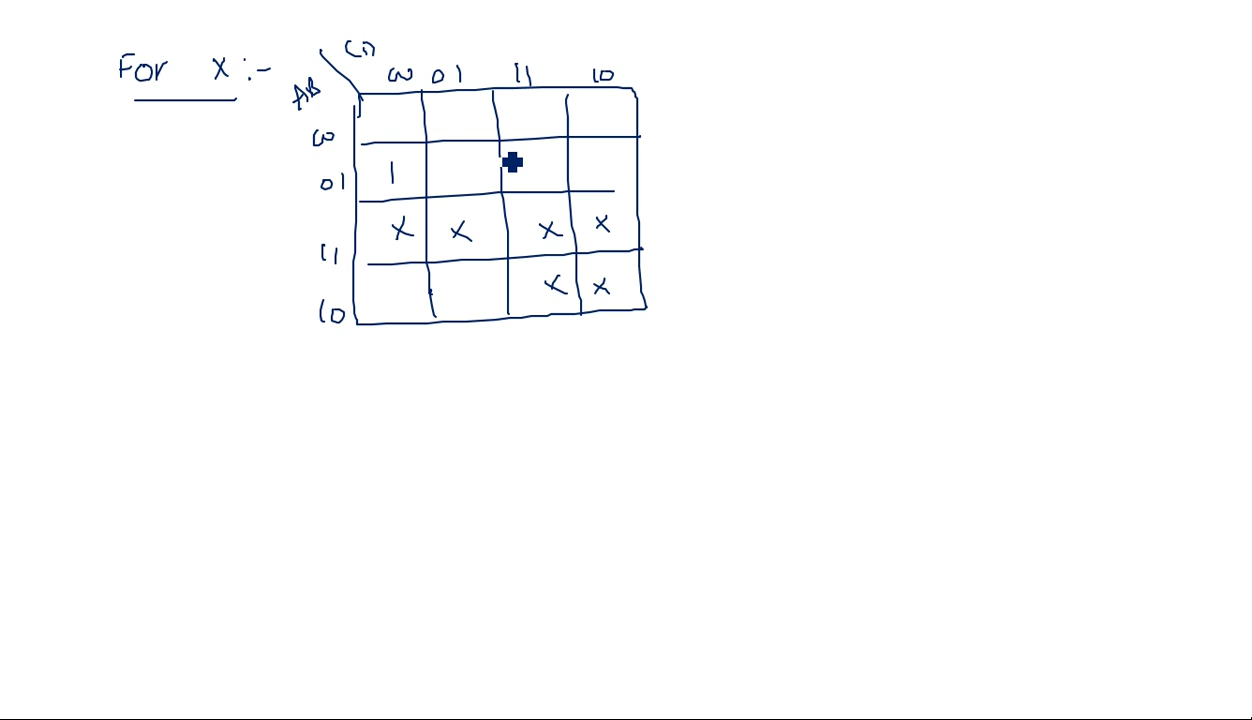 For X :-
CD
AB
00 01 11 10
00
01 1
11 X X X X
10 X X